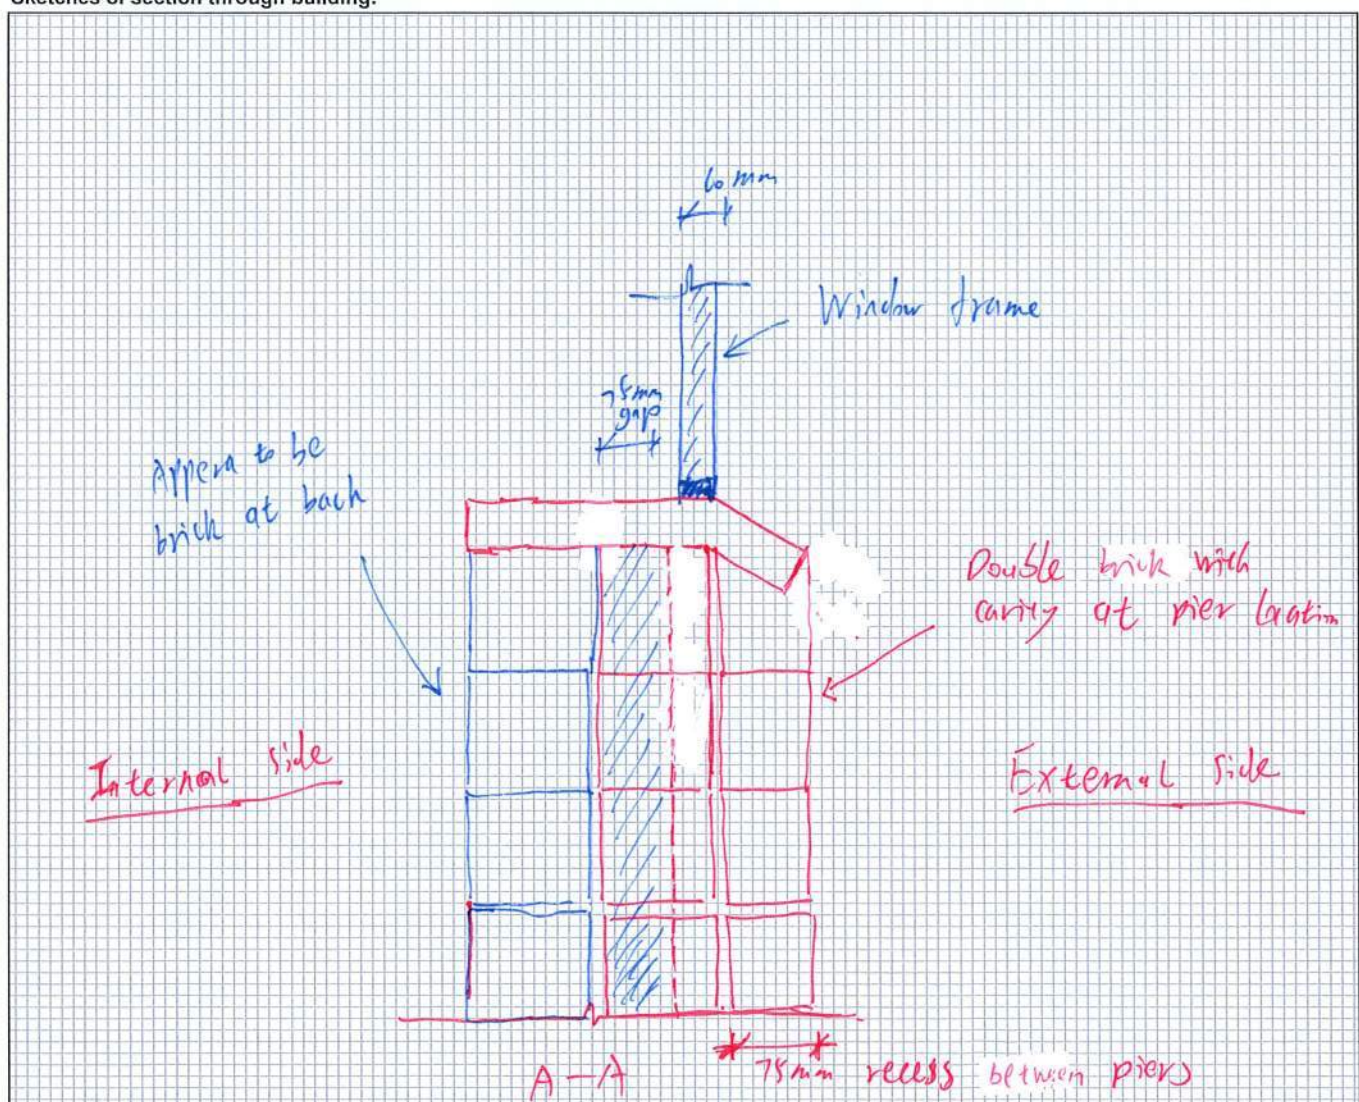 Sketches of section through building:
60 mm
Window frame
75mm
gap
Appera to be
brick at back
Double brick with
cavity at pier location
Internal side
External side
A-A
75mm recess between piers